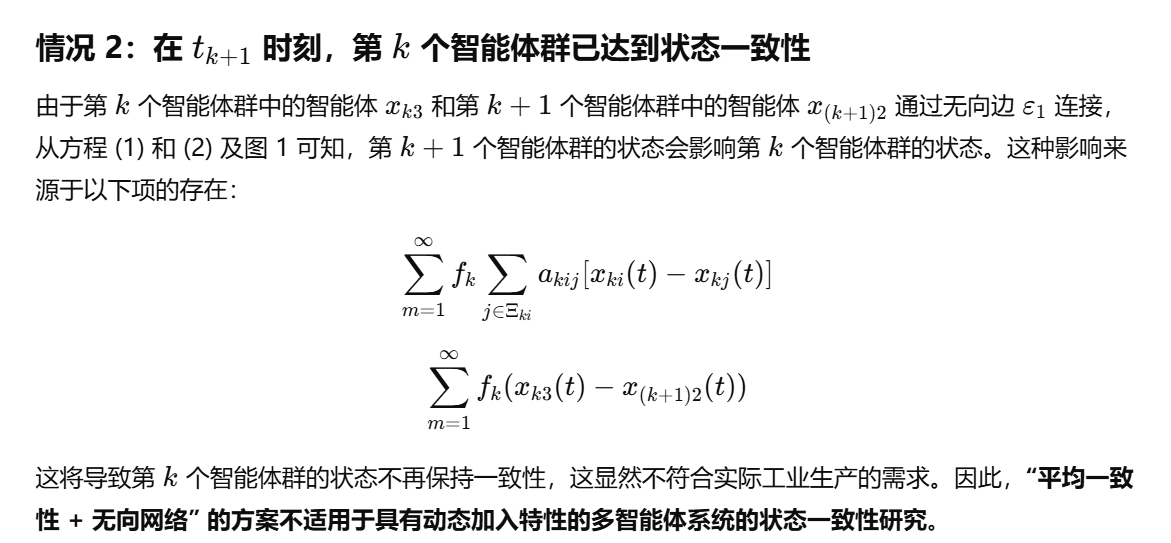 情况 2：在 t_{k+1} 时刻，第 k 个智能体群已达到状态一致性
由于第 k 个智能体群中的智能体 x_{k3} 和第 k + 1 个智能体群中的智能体 x_{(k+1)2} 通过无向边 ε_1 连接，
从方程 (1) 和 (2) 及图 1 可知，第 k + 1 个智能体群的状态会影响第 k 个智能体群的状态。这种影响来
源于以下项的存在：
\sum_{m=1}^{∞} f_k \sum_{j∈Ξ_{ki}} a_{kij}[x_{ki}(t) − x_{kj}(t)]
\sum_{m=1}^{∞} f_k(x_{k3}(t) − x_{(k+1)2}(t))
这将导致第 k 个智能体群的状态不再保持一致性，这显然不符合实际工业生产的需求。因此，“平均一致
性 + 无向网络” 的方案不适用于具有动态加入特性的多智能体系统的状态一致性研究。